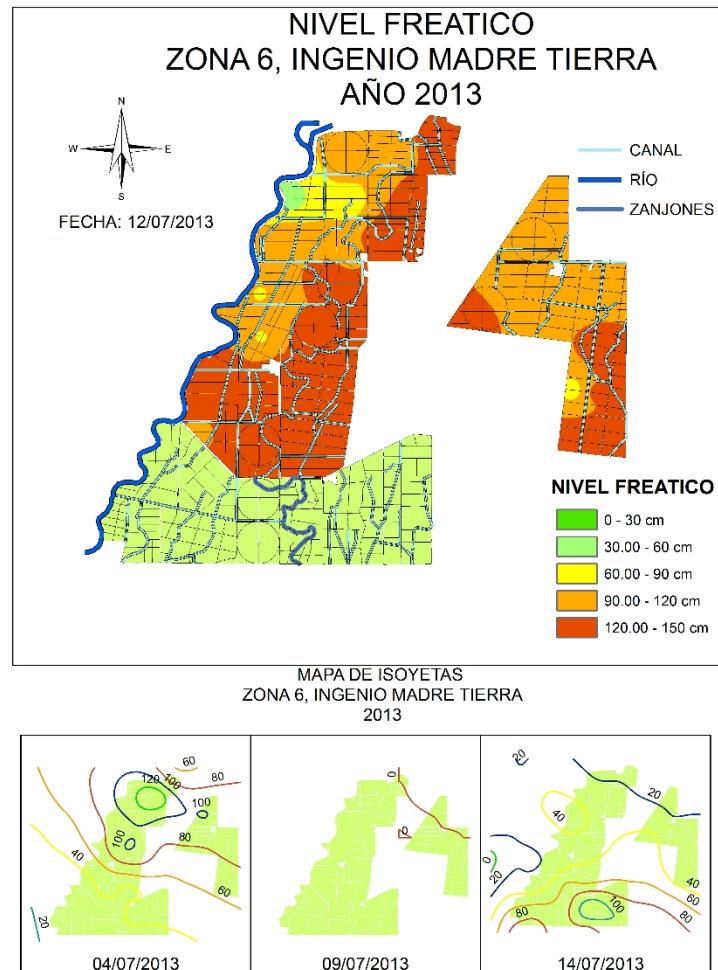 NIVEL FREATICO
ZONA 6, INGENIO MADRE TIERRA
AÑO 2013
N
W E
S
FECHA: 12/07/2013
CANAL
RÍO
ZANJONES
NIVEL FREATICO
0 - 30 cm
30.00 - 60 cm
60.00 - 90 cm
90.00 - 120 cm
120.00 - 150 cm
MAPA DE ISOYETAS
ZONA 6, INGENIO MADRE TIERRA
2013
60
80
120
100
100
100
80
40
60
20
04/07/2013
0
0
09/07/2013
20
20
40
0
20
40
60
80
100
80
14/07/2013